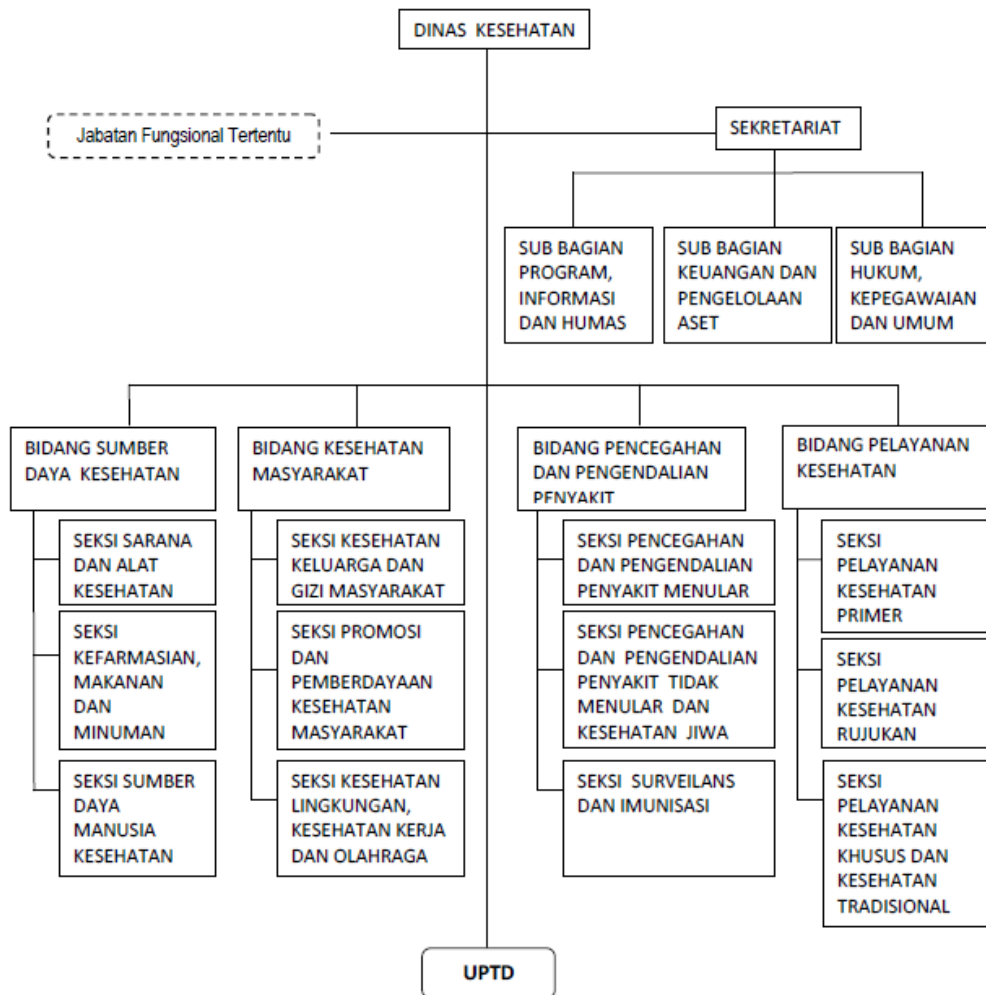 DINAS KESEHATAN
Jabatan Fungsional Tertentu
SEKRETARIAT
SUB BAGIAN
PROGRAM,
INFORMASI
DAN HUMAS
SUB BAGIAN
KEUANGAN DAN
PENGELOLAAN
ASET
SUB BAGIAN
HUKUM,
KEPEGAWAIAN
DAN UMUM
BIDANG SUMBER
DAYA KESEHATAN
SEKSI SARANA
DAN ALAT
KESEHATAN
SEKSI
KEFARMASIAN,
MAKANAN
DAN
MINUMAN
SEKSI SUMBER
DAYA
MANUSIA
KESEHATAN
BIDANG KESEHATAN
MASYARAKAT
SEKSI KESEHATAN
KELUARGA DAN
GIZI MASYARAKAT
SEKSI PROMOSI
DAN
PEMBERDAYAAN
KESEHATAN
MASYARAKAT
SEKSI KESEHATAN
LINGKUNGAN,
KESEHATAN KERJA
DAN OLAHRAGA
BIDANG PENCEGAHAN
DAN PENGENDALIAN
PENYAKIT
SEKSI PENCEGAHAN
DAN PENGENDALIAN
PENYAKIT MENULAR
SEKSI PENCEGAHAN
DAN PENGENDALIAN
PENYAKIT TIDAK
MENULAR DAN
KESEHATAN JIWA
SEKSI SURVEILANS
DAN IMUNISASI
BIDANG PELAYANAN
KESEHATAN
SEKSI
PELAYANAN
KESEHATAN
PRIMER
SEKSI
PELAYANAN
KESEHATAN
RUJUKAN
SEKSI
PELAYANAN
KESEHATAN
KHUSUS DAN
KESEHATAN
TRADISIONAL
UPTD